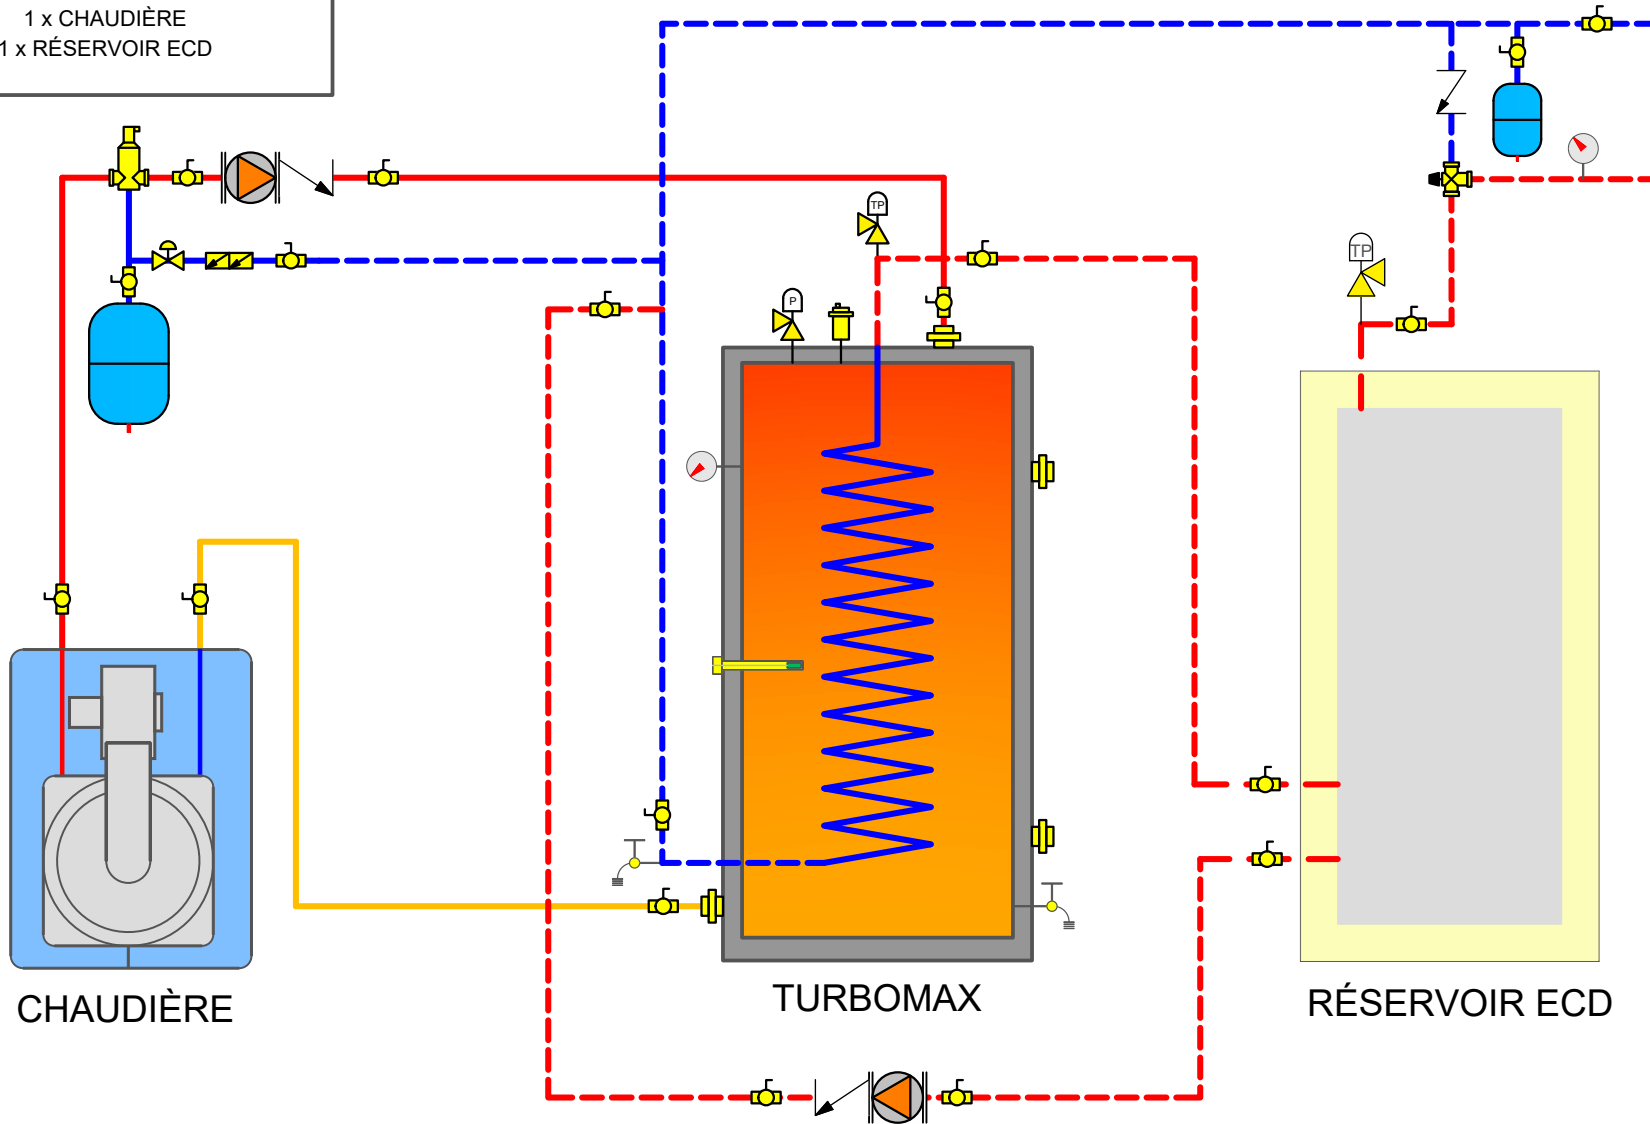 1 x CHAUDIÈRE
1 x RÉSERVOIR ECD
TP
TP
P
CHAUDIÈRE
TURBOMAX
RÉSERVOIR ECD